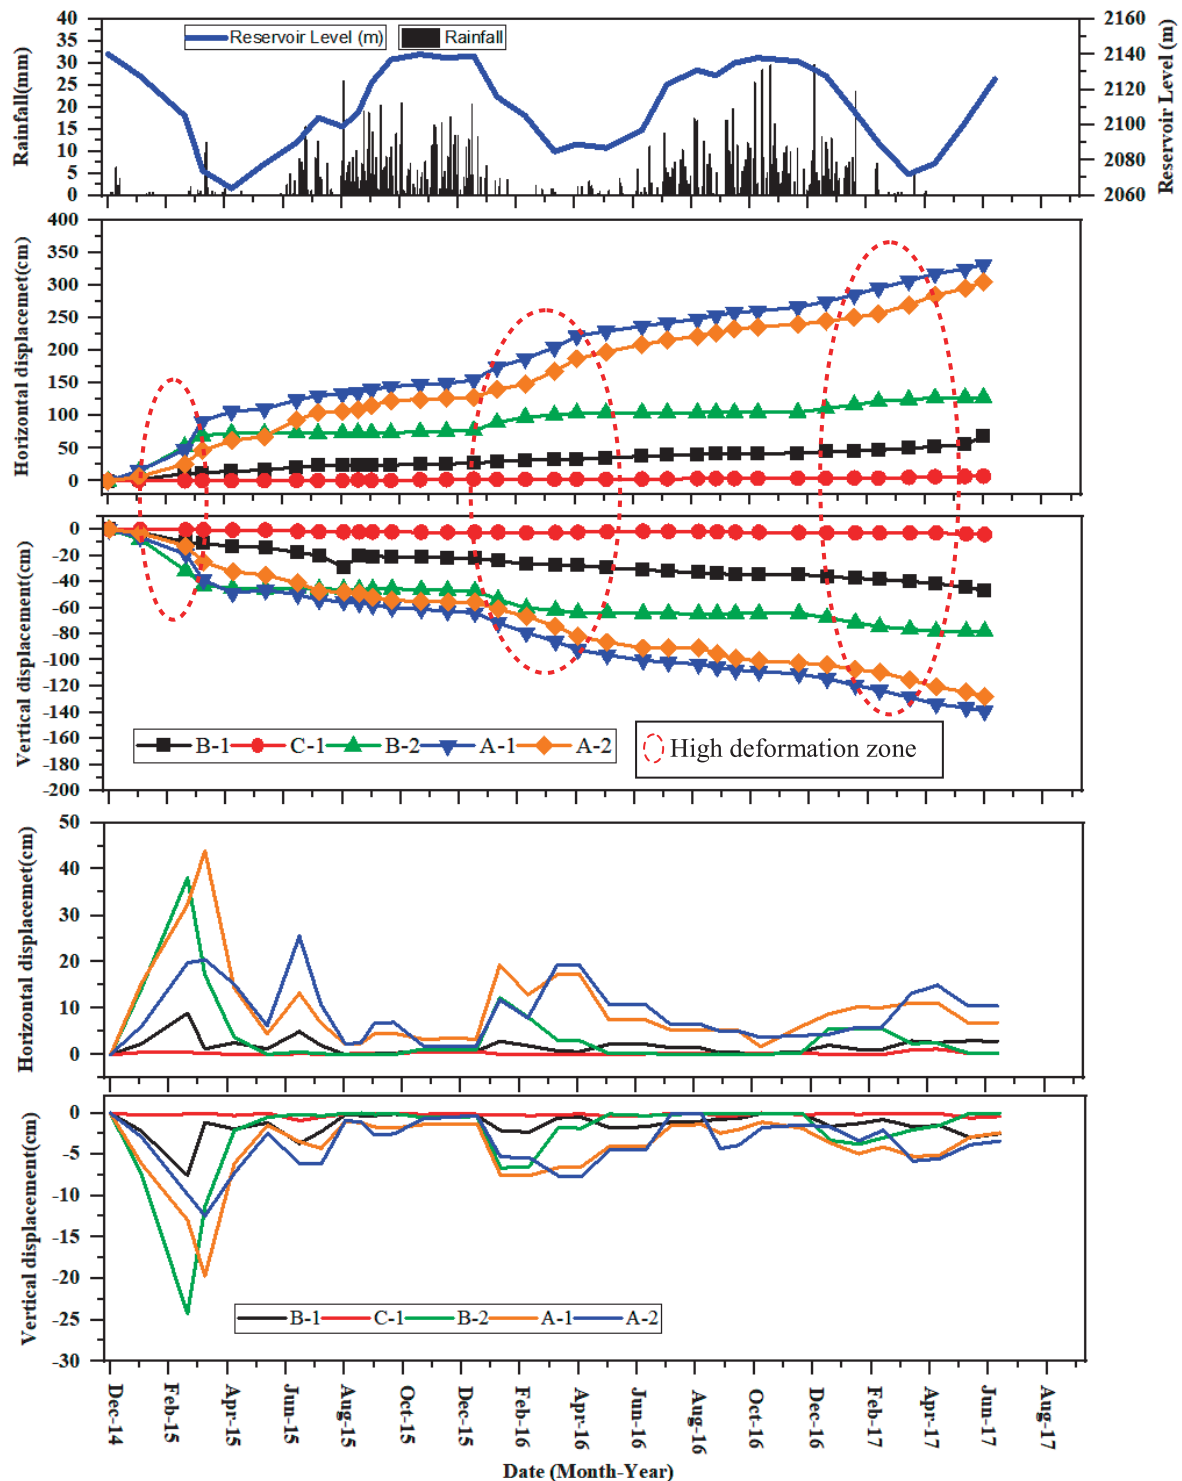 40
35
30
25
20
15
10
5
0
Rainfall(mm)
Reservoir Level (m)
Rainfall
2160
2140
2120
2100
2080
2060
Reservoir Level (m)
400
350
300
250
200
150
100
50
0
Horizontal displacemet(cm)
0
-20
-40
-60
-80
-100
-120
-140
-160
-180
-200
Vertical displacement(cm)
B-1
C-1
B-2
A-1
A-2
High deformation zone
50
40
30
20
10
0
Horizontal displacemet(cm)
0
-5
-10
-15
-20
-25
-30
Vertical displacement(cm)
B-1
C-1
B-2
A-1
A-2
Dec-14
Feb-15
Apr-15
Jun-15
Aug-15
Oct-15
Dec-15
Feb-16
Apr-16
Jun-16
Aug-16
Oct-16
Dec-16
Feb-17
Apr-17
Jun-17
Aug-17
Date (Month-Year)